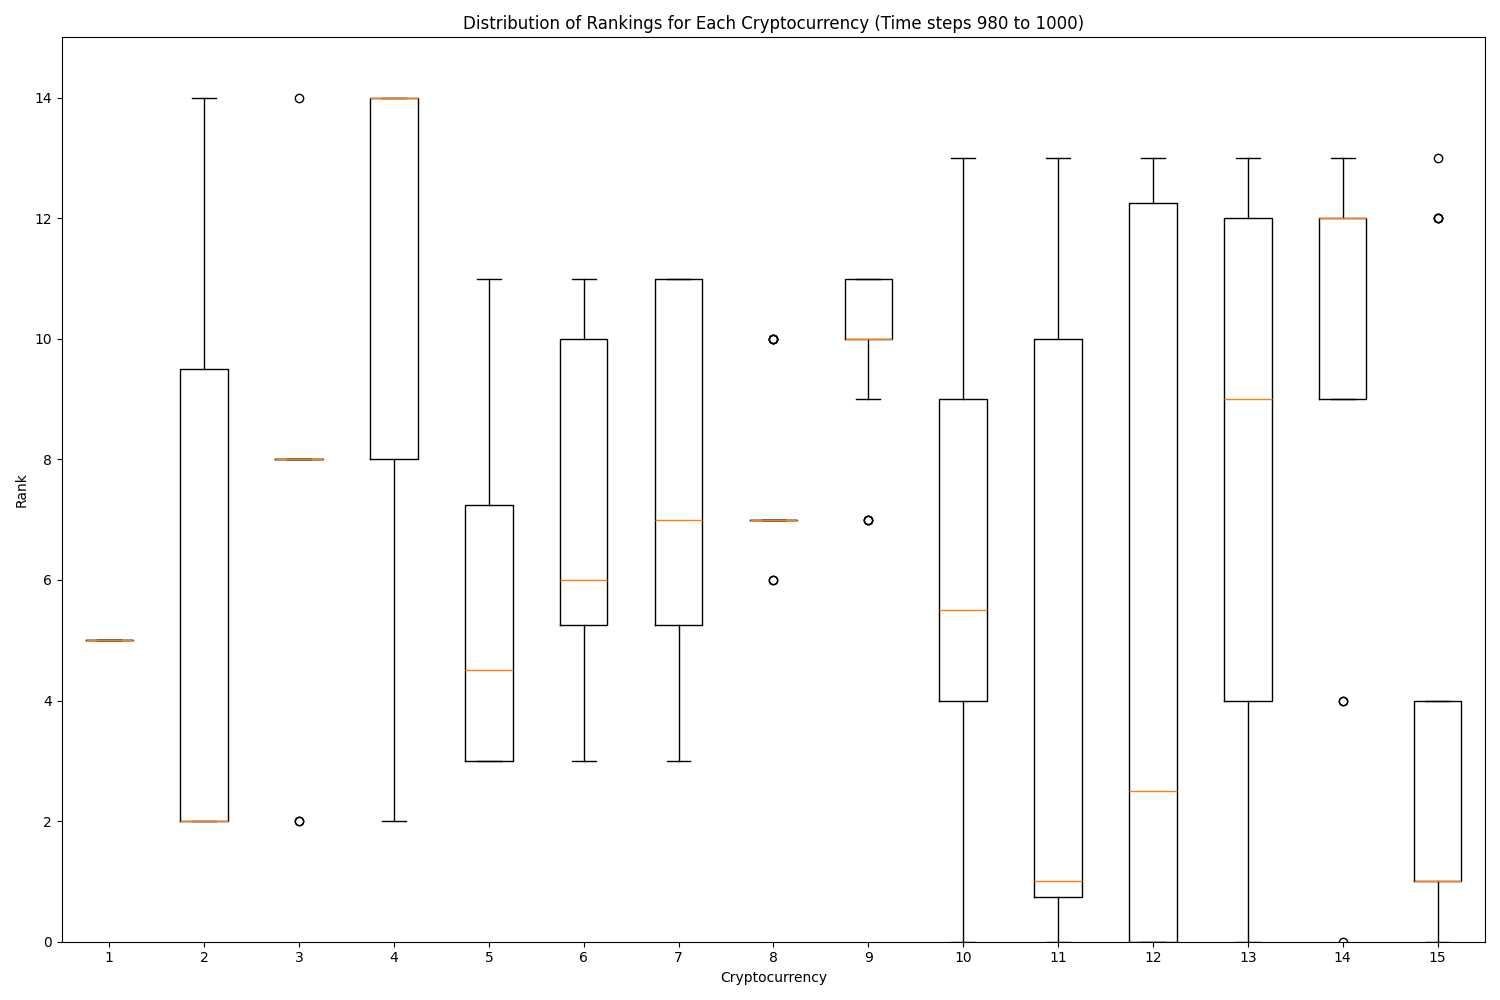 Distribution of Rankings for Each Cryptocurrency (Time steps 980 to 1000)
14
12
10
8
6
4
2
0
Rank
1 2 3 4 5 6 7 8 9 10 11 12 13 14 15
Cryptocurrency